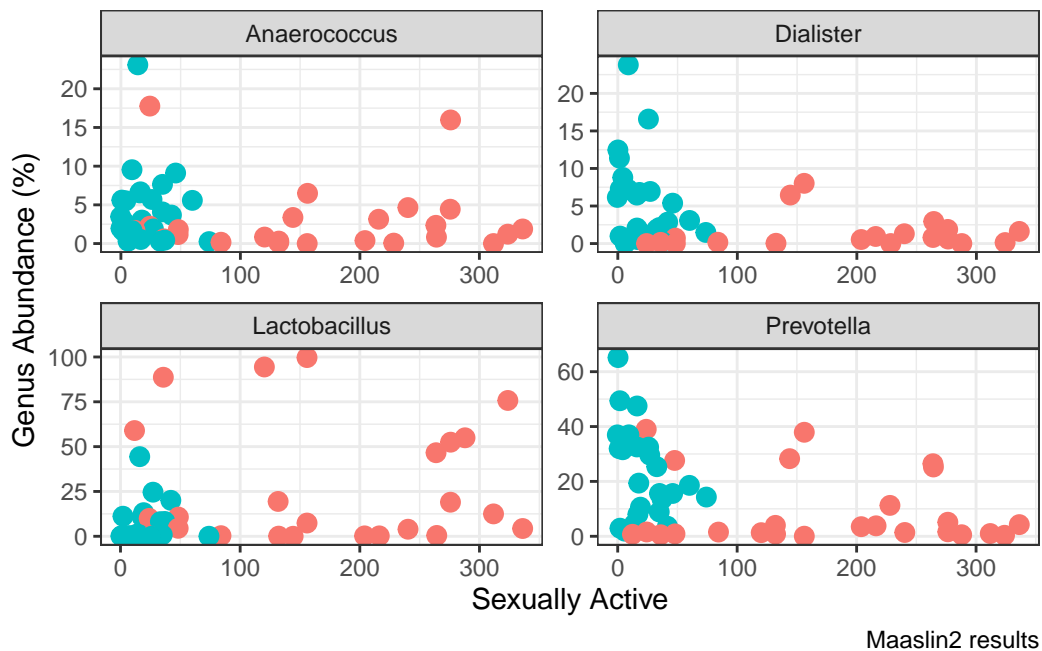 Anaerococcus
Dialister
20
15
10
5
0
0 100 200 300
20
15
10
5
0
0 100 200 300
Lactobacillus
Prevotella
100
75
50
25
0
0 100 200 300
60
40
20
0
0 100 200 300
Genus Abundance (%)
Sexually Active
Maaslin2 results